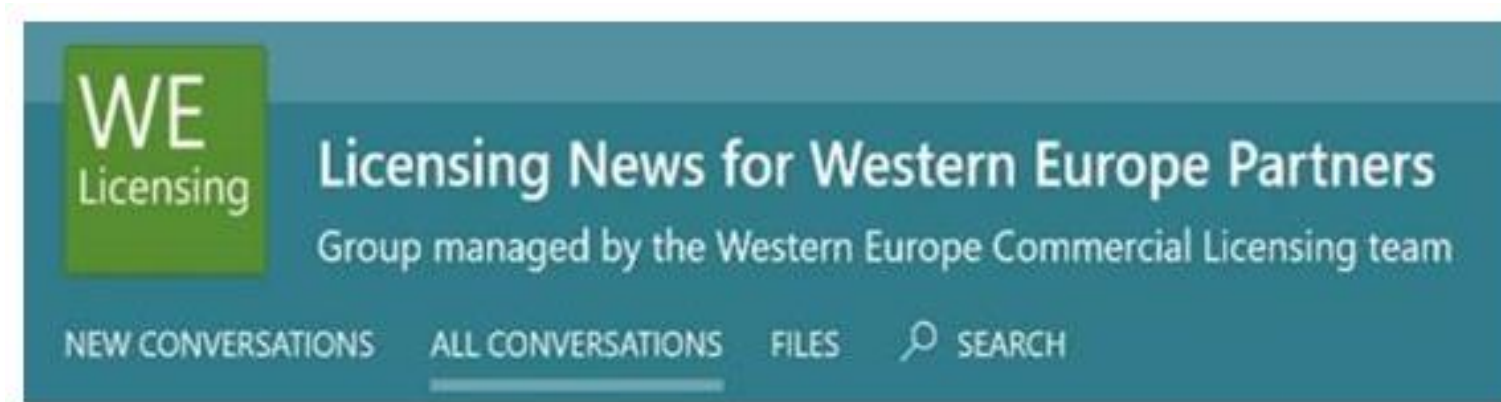 WE
Licensing
Licensing News for Western Europe Partners
Group managed by the Western Europe Commercial Licensing team
NEW CONVERSATIONS ALL CONVERSATIONS FILES SEARCH